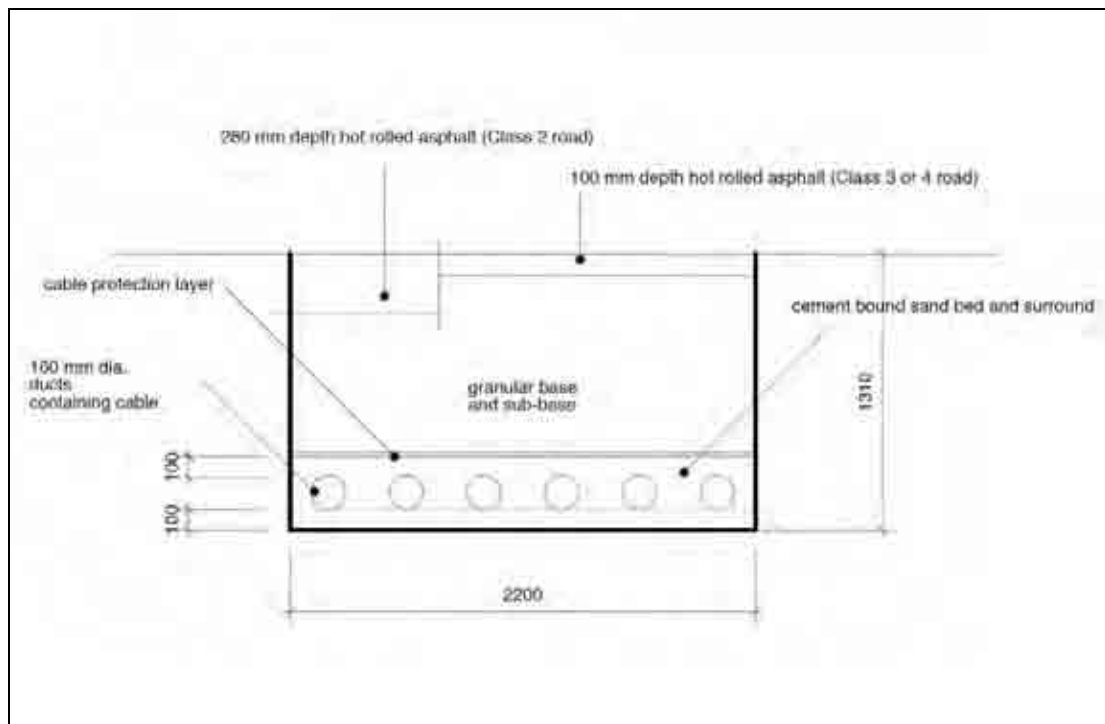 280 mm depth hot rolled asphalt (Class 2 road)
100 mm depth hot rolled asphalt (Class 3 or 4 road)
cable protection layer
cement bound sand bed and surround
160 mm dia.
ducts
containing cable
granular base
and sub-base
1310
100
100
2200